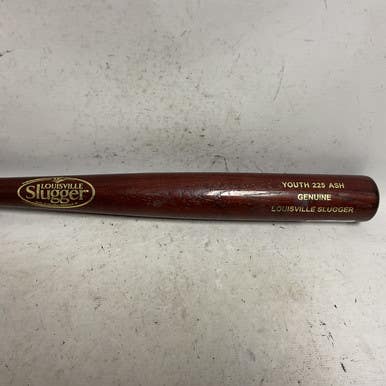 LOUISVILLE
Slugger
YOUTH 225 ASH
GENUINE
LOUISVILLE SLUGGER